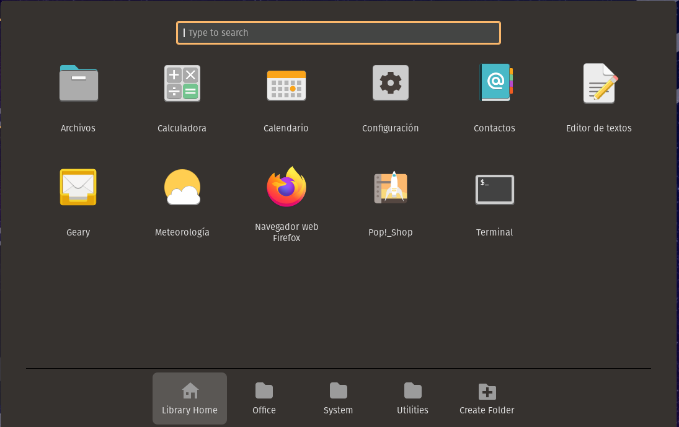 Type to search
Archivos
Calculadora
Calendario
Configuración
Contactos
Editor de textos
$_
Geary
Meteorología
Navegador web
Firefox
Pop!_Shop
Terminal
Library Home
Office
System
Utilities
Create Folder